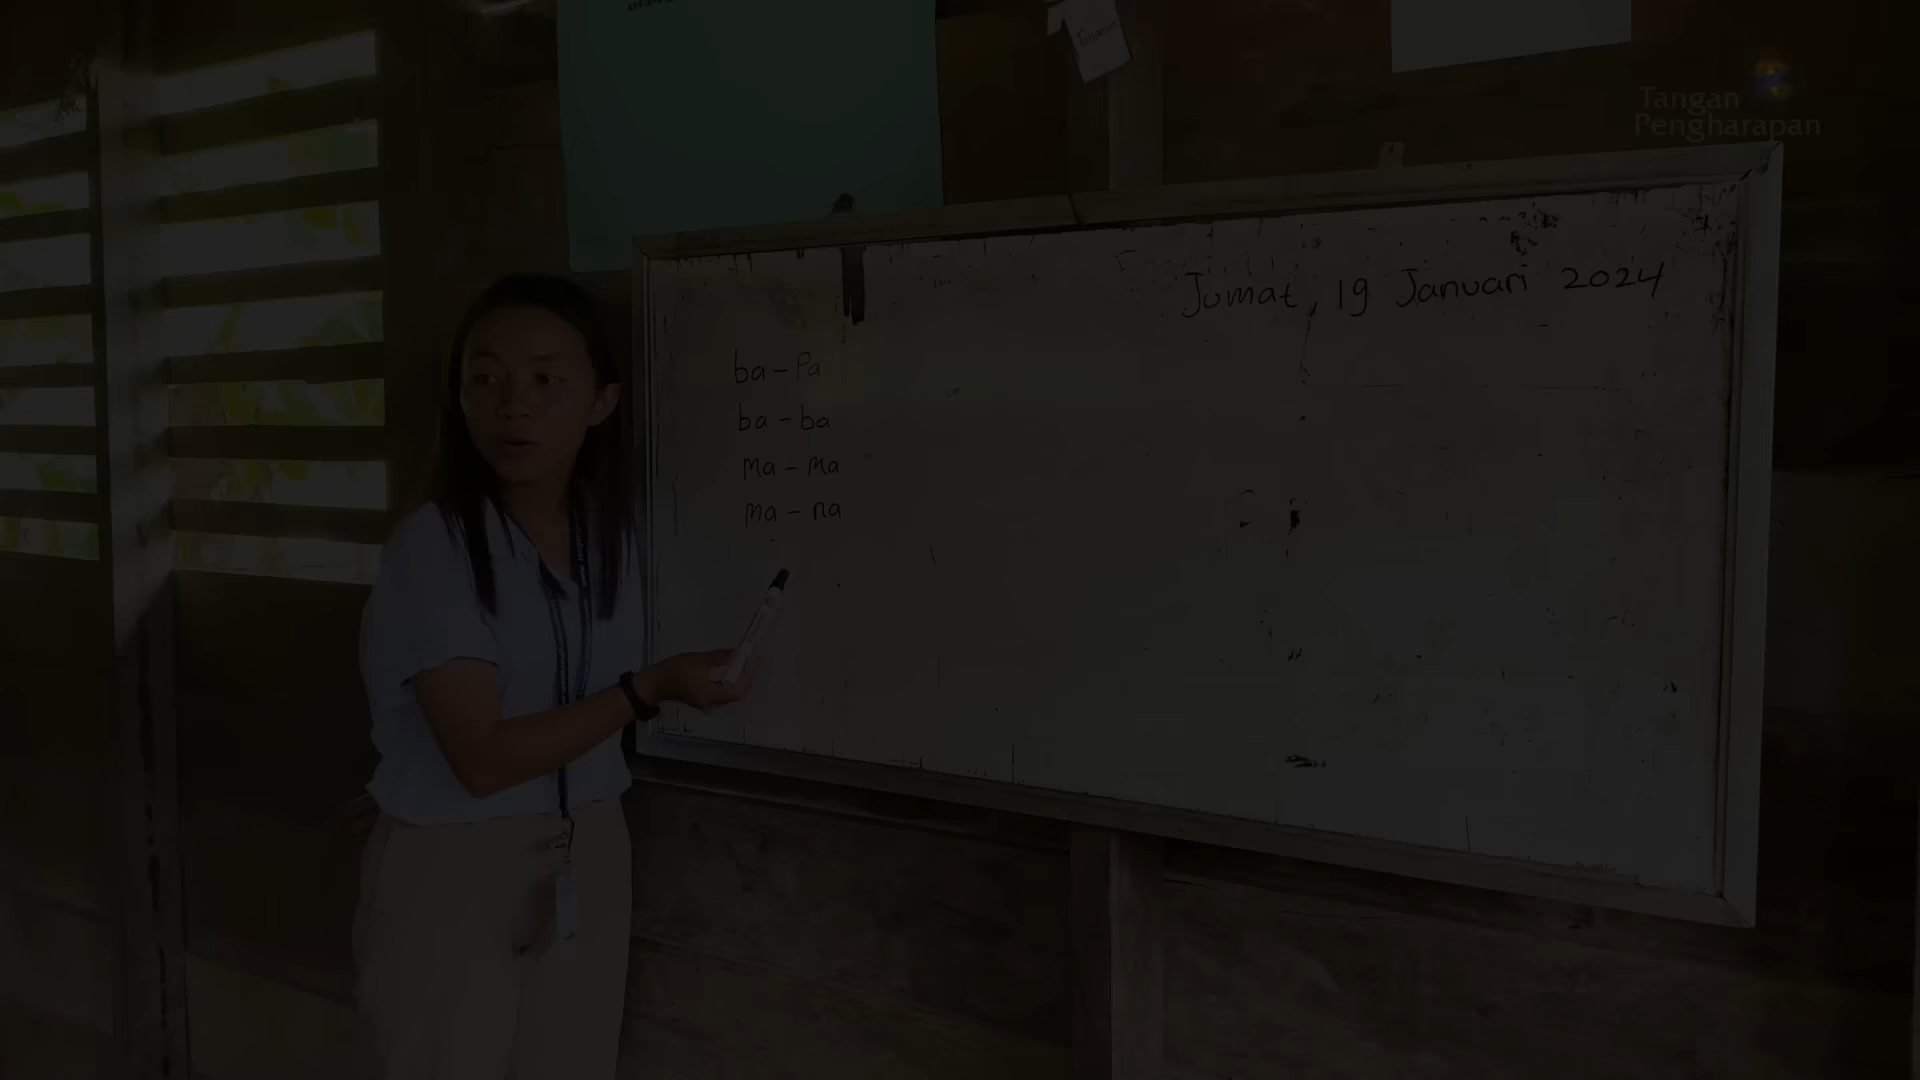 Tangan
Pengharapan
Jumat, 19 Januari 2024
ba - Pa
ba - ba
Ma - Ma
Ma - na